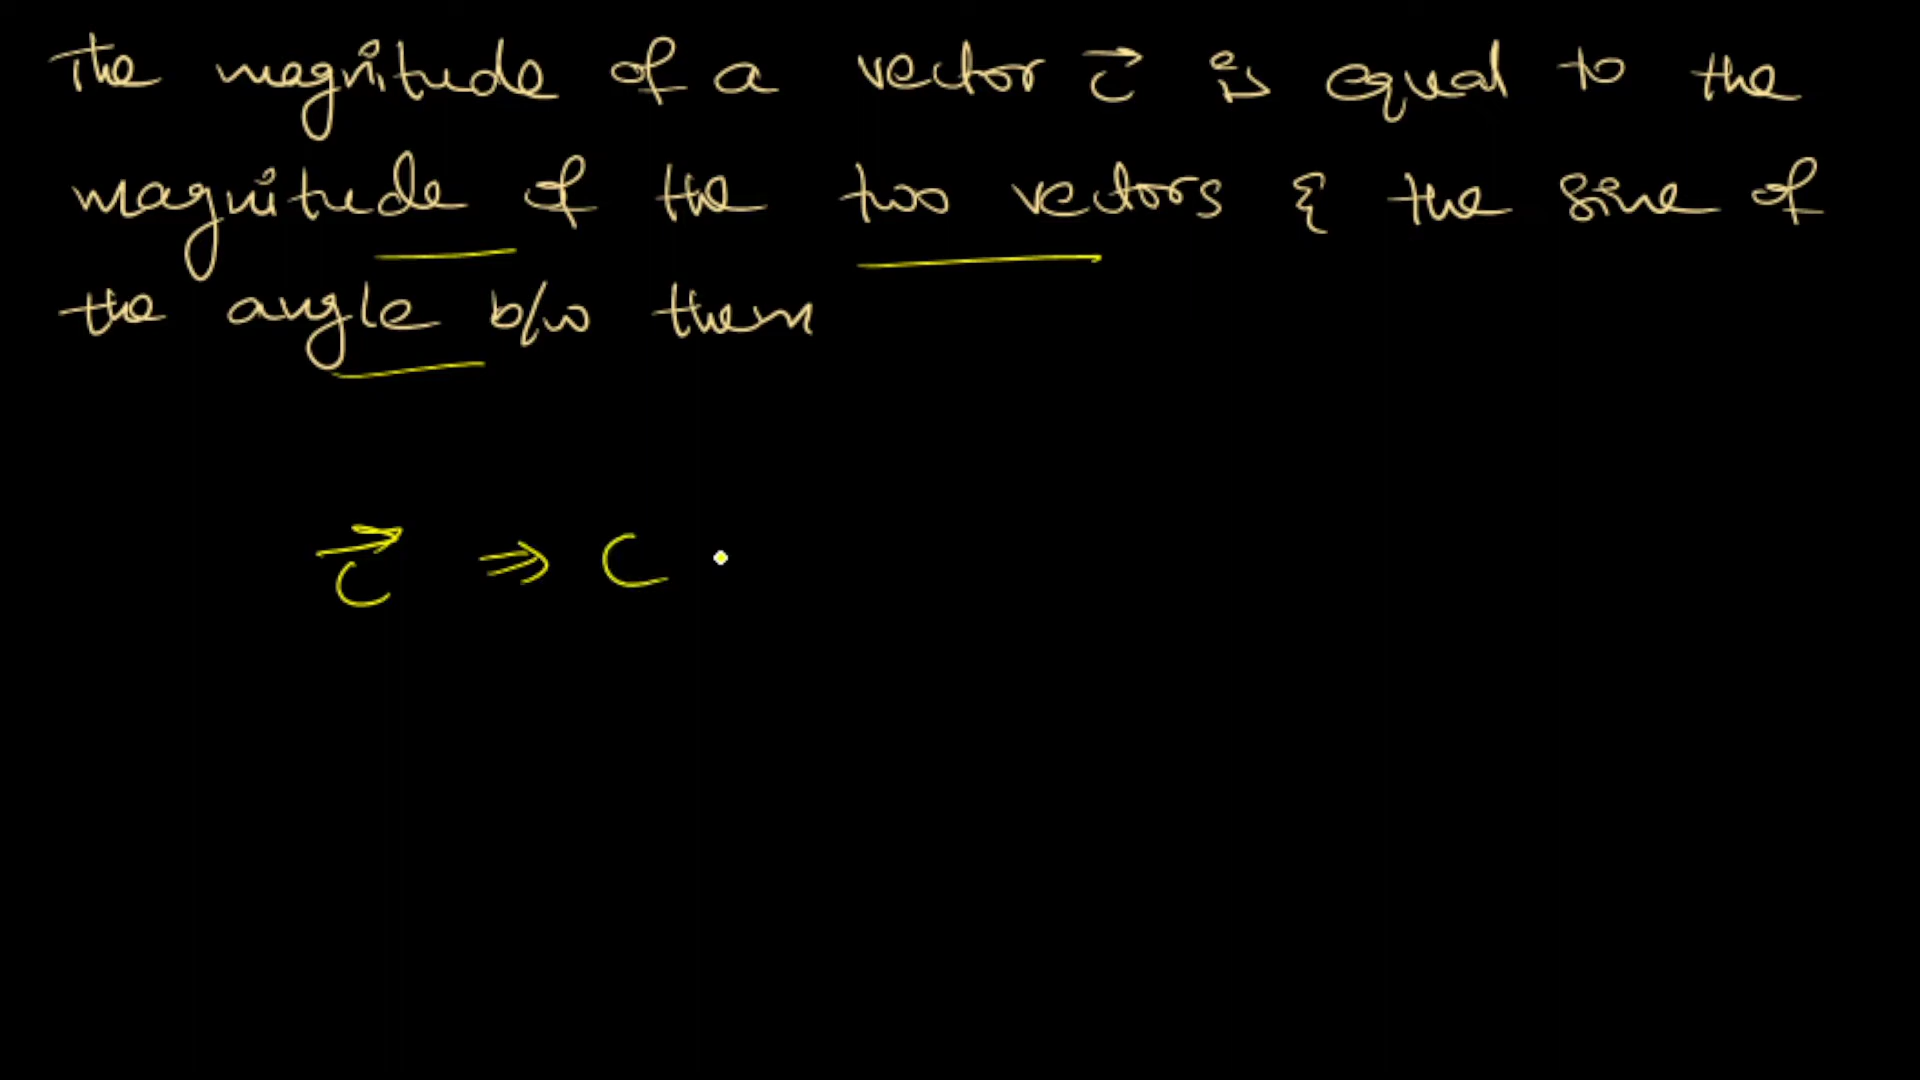 The magnitude of a vector c⃗ is equal to the
magnitude of the two vectors & the sine of
the angle b/w them
c⃗ ⇒ C